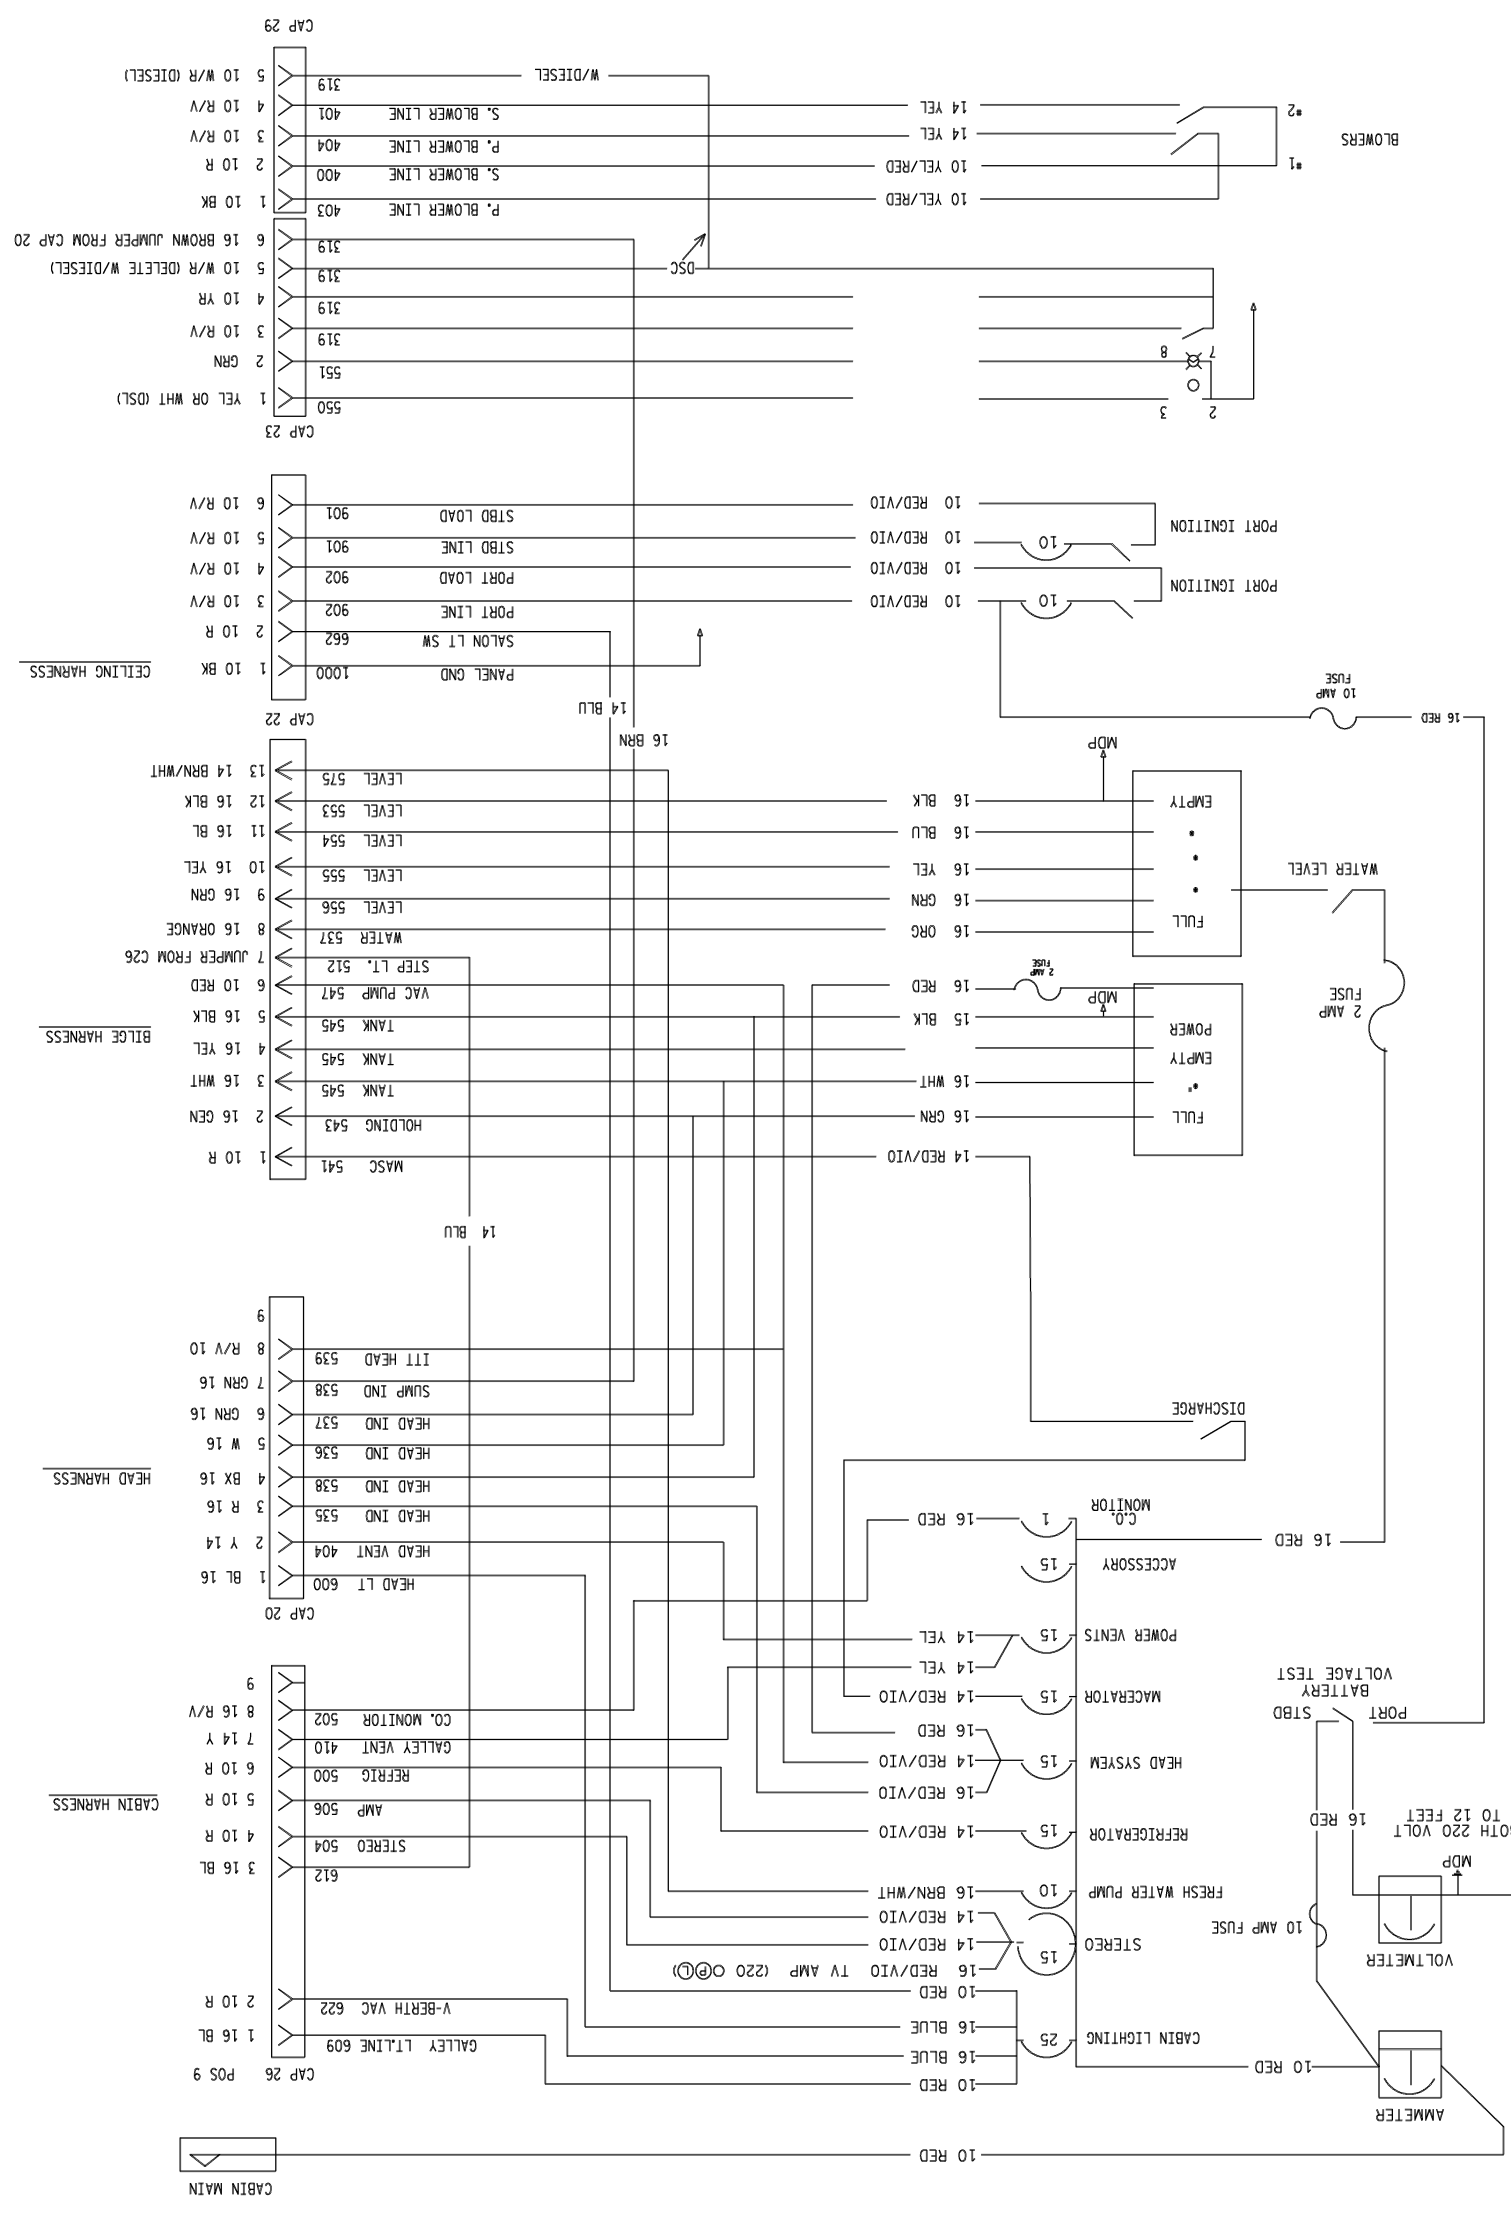 CABIN MAIN
10 RED
AMMETER
10 RED
CAP 26 POS 9
10 RED
CABIN LIGHTING 25
16 BLUE
GALLEY LT.LINE 609
1 16 BL
16 BLUE
V-BERTH VAC 622
2 10 R
10 RED
VOLTMETER
STEREO 15
16 RED/VIO TV AMP (220 O P L)
14 RED/VIO
14 RED/VIO
10 AMP FUSE
FRESH WATER PUMP 10
16 BRN/WHT
612
3 16 BL
MDP
220 VOLT
TO 12 FEET
16 RED
REFRIGERATOR 15
14 RED/VIO
STEREO 504
4 10 R
AMP 506
5 10 R
CABIN HARNESS
HEAD SYSYEM 15
16 RED/VIO
14 RED/VIO
16 RED
REFRIG 500
6 10 R
GALLEY VENT 410
7 14 Y
PORT STBD
BATTERY
VOLTAGE TEST
MACERATOR 15
14 RED/VIO
CO. MONITOR 502
8 16 R/V
9
POWER VENTS 15
14 YEL
14 YEL
CAP 20
ACCESSORY 15
HEAD LT 600
1 BL 16
16 RED
C.O.
MONITOR
1
16 RED
HEAD VENT 404
2 Y 14
HEAD IND 535
3 R 16
HEAD IND 538
4 BX 16
HEAD HARNESS
HEAD IND 536
5 W 16
DISCHARGE
HEAD IND 537
6 GRN 16
SUMP IND 538
7 GRN 16
ITT HEAD 539
8 R/V 10
9
14 BLU
14 RED/VIO
MASC 541
1 10 R
FULL
16 GRN
HOLDING 543
2 16 GEN
16 WHT
TANK 545
3 16 WHT
EMPTY
TANK 545
4 16 YEL
POWER
15 BLK
TANK 545
5 16 BLK
BILGE HARNESS
2 AMP
FUSE
MDP
2 AMP
FUSE
16 RED
VAC PUMP 547
6 10 RED
STEP LT. 512
7 JUMPER FROM C26
FULL
16 ORG
WATER 537
8 16 ORANGE
16 GRN
LEVEL 556
9 16 GRN
WATER LEVEL
16 YEL
LEVEL 555
10 16 YEL
16 BLU
LEVEL 554
11 16 BL
EMPTY
16 BLK
LEVEL 553
12 16 BLK
LEVEL 575
13 14 BRN/WHT
MDP
16 BRN
14 BLU
CAP 22
16 RED
10 AMP
FUSE
PANEL GND 1000
1 10 BK
CEILING HARNESS
SALON LT SW 662
2 10 R
PORT IGNITION
10
10 RED/VIO
PORT LINE 902
3 10 R/V
10 RED/VIO
PORT LOAD 902
4 10 R/V
PORT IGNITION
10
10 RED/VIO
STBD LINE 901
5 10 R/V
10 RED/VIO
STBD LOAD 901
6 10 R/V
CAP 23
2 3
550
1 YEL OR WHT (DSL)
7 8
551
2 GRN
319
3 10 R/V
319
4 10 YR
DSC
319
5 10 W/R (DELETE W/DIESEL)
319
6 16 BROWN JUMPER FROM CAP 20
10 YEL/RED
P. BLOWER LINE 403
1 10 BK
#1
10 YEL/RED
S. BLOWER LINE 400
2 10 R
BLOWERS
14 YEL
P. BLOWER LINE 404
3 10 R/V
#2
14 YEL
S. BLOWER LINE 401
4 10 R/V
W/DIESEL
319
5 10 W/R (DIESEL)
CAP 29